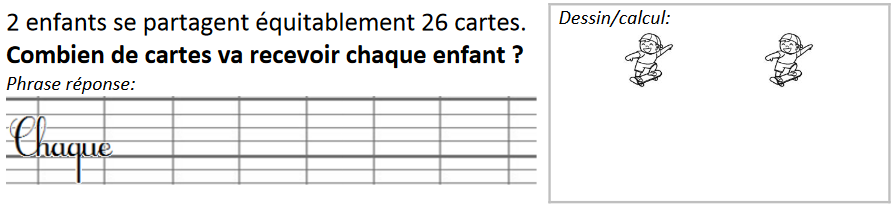 2 enfants se partagent équitablement 26 cartes.
Combien de cartes va recevoir chaque enfant ?
Phrase réponse:
Chaque
Dessin/calcul: